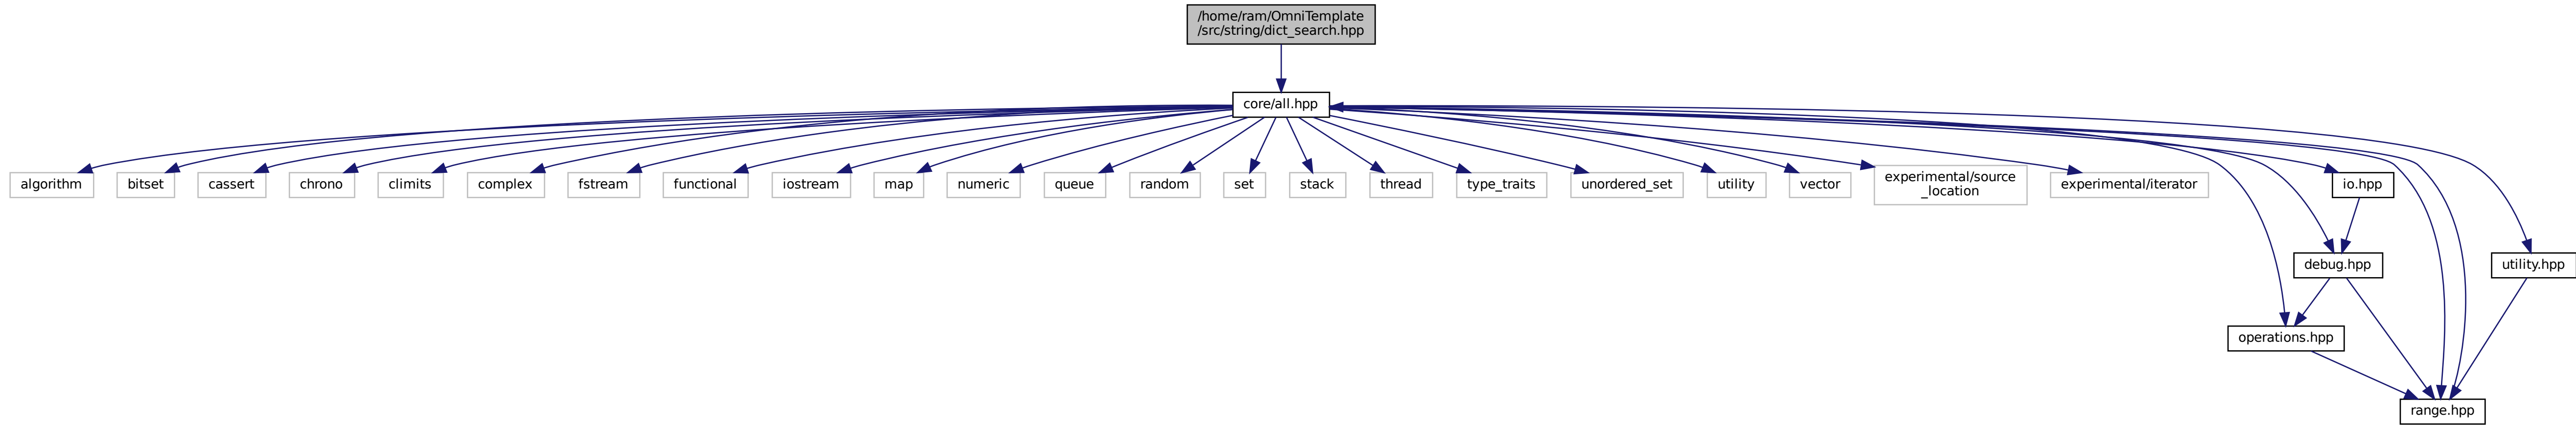 /home/ram/OmniTemplate
/src/string/dict_search.hpp
core/all.hpp
algorithm
bitset
cassert
chrono
climits
complex
fstream
functional
iostream
map
numeric
queue
random
set
stack
thread
type_traits
unordered_set
utility
vector
experimental/source
_location
experimental/iterator
io.hpp
debug.hpp
utility.hpp
operations.hpp
range.hpp